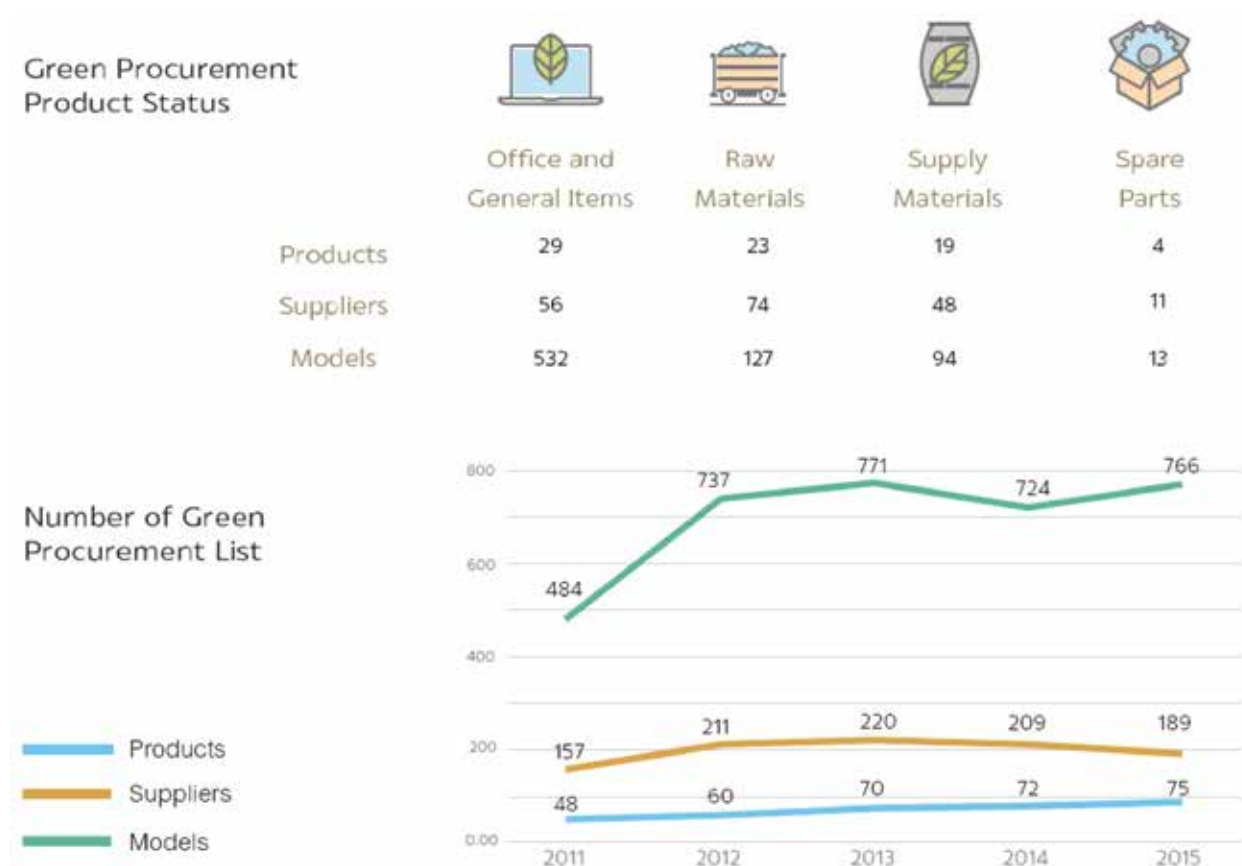 Green Procurement
Product Status
Office and
General Items
Raw
Materials
Supply
Materials
Spare
Parts
Products 29 23 19 4
Suppliers 56 74 48 11
Models 532 127 94 13
Number of Green
Procurement List
800
600
400
200
0.00
484 737 771 724 766
157 211 220 209 189
48 60 70 72 75
2011 2012 2013 2014 2015
Products
Suppliers
Models